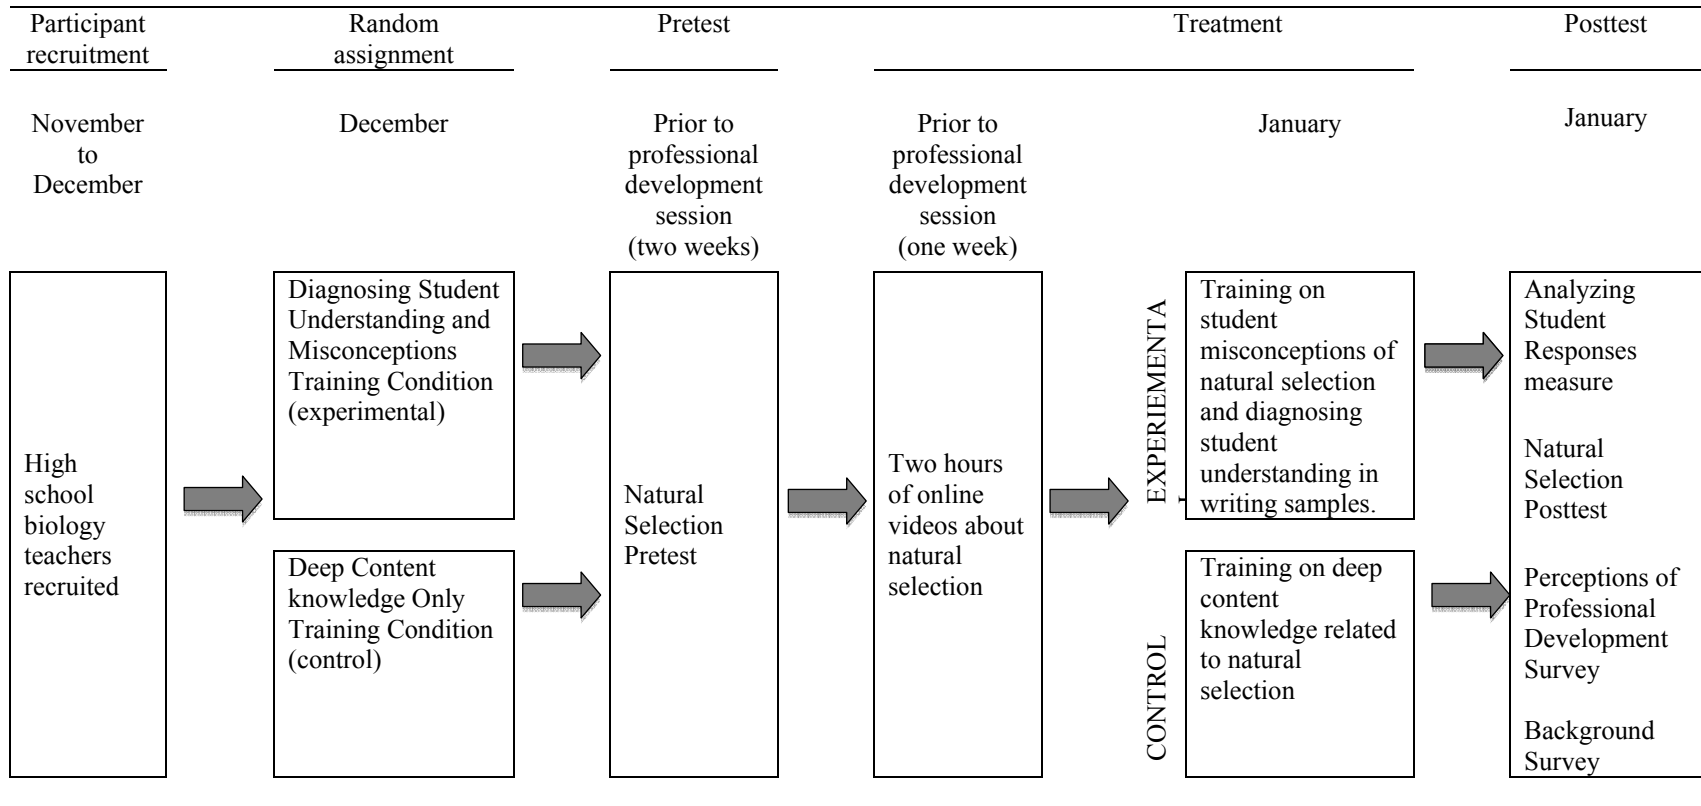 Participant
recruitment
Random
assignment
Pretest
Treatment
Posttest
November
to
December
December
Prior to
professional
development
session
(two weeks)
Prior to
professional
development
session
(one week)
January
January
High
school
biology
teachers
recruited
Diagnosing Student
Understanding and
Misconceptions
Training Condition
(experimental)
Deep Content
knowledge Only
Training Condition
(control)
Natural
Selection
Pretest
Two hours
of online
videos about
natural
selection
EXPERIEMENTA
Training on
student
misconceptions of
natural selection
and diagnosing
student
understanding in
writing samples.
CONTROL
Training on deep
content
knowledge related
to natural
selection
Analyzing
Student
Responses
measure
Natural
Selection
Posttest
Perceptions of
Professional
Development
Survey
Background
Survey